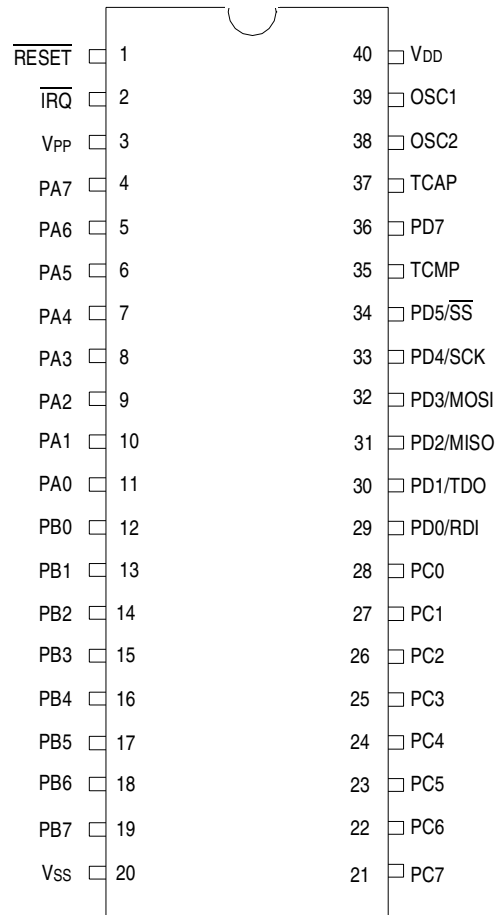 R̅E̅S̅E̅T̅ 1 40 VDD
I̅R̅Q̅ 2 39 OSC1
VPP 3 38 OSC2
PA7 4 37 TCAP
PA6 5 36 PD7
PA5 6 35 TCMP
PA4 7 34 PD5/S̅S̅
PA3 8 33 PD4/SCK
PA2 9 32 PD3/MOSI
PA1 10 31 PD2/MISO
PA0 11 30 PD1/TDO
PB0 12 29 PD0/RDI
PB1 13 28 PC0
PB2 14 27 PC1
PB3 15 26 PC2
PB4 16 25 PC3
PB5 17 24 PC4
PB6 18 23 PC5
PB7 19 22 PC6
VSS 20 21 PC7